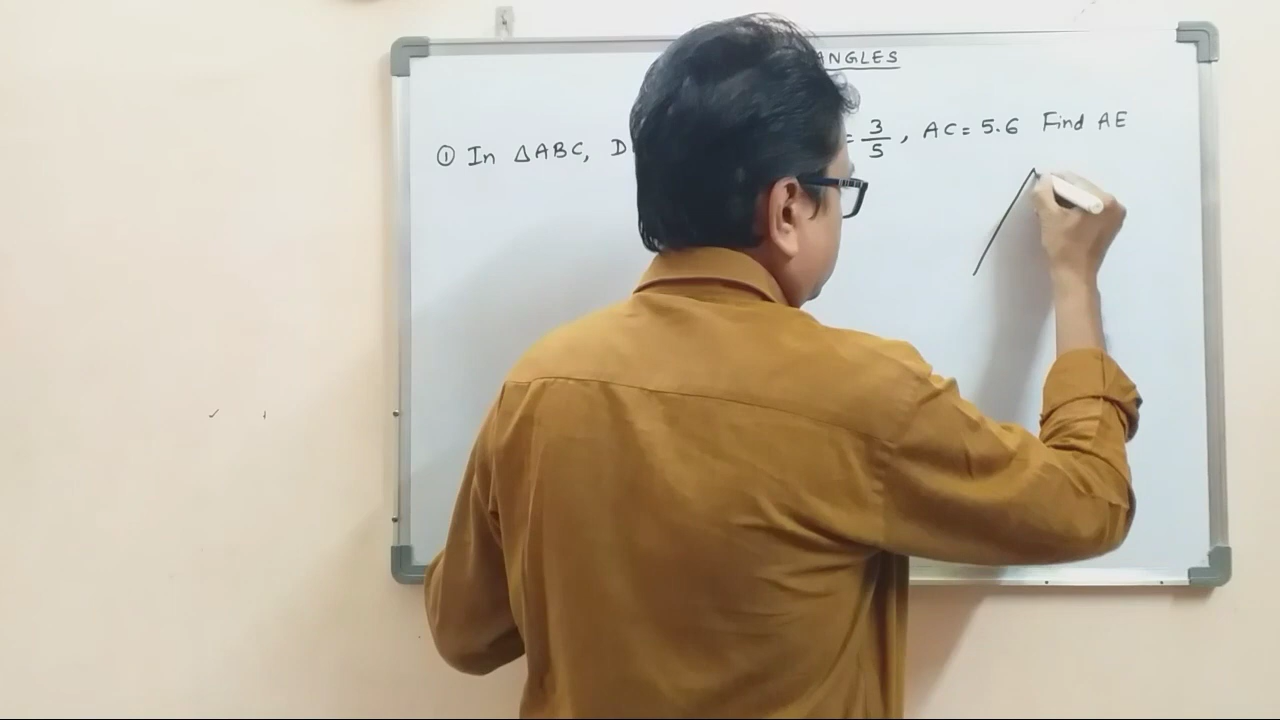 ANGLES
① In ΔABC, D = 3/5, AC = 5.6 Find AE